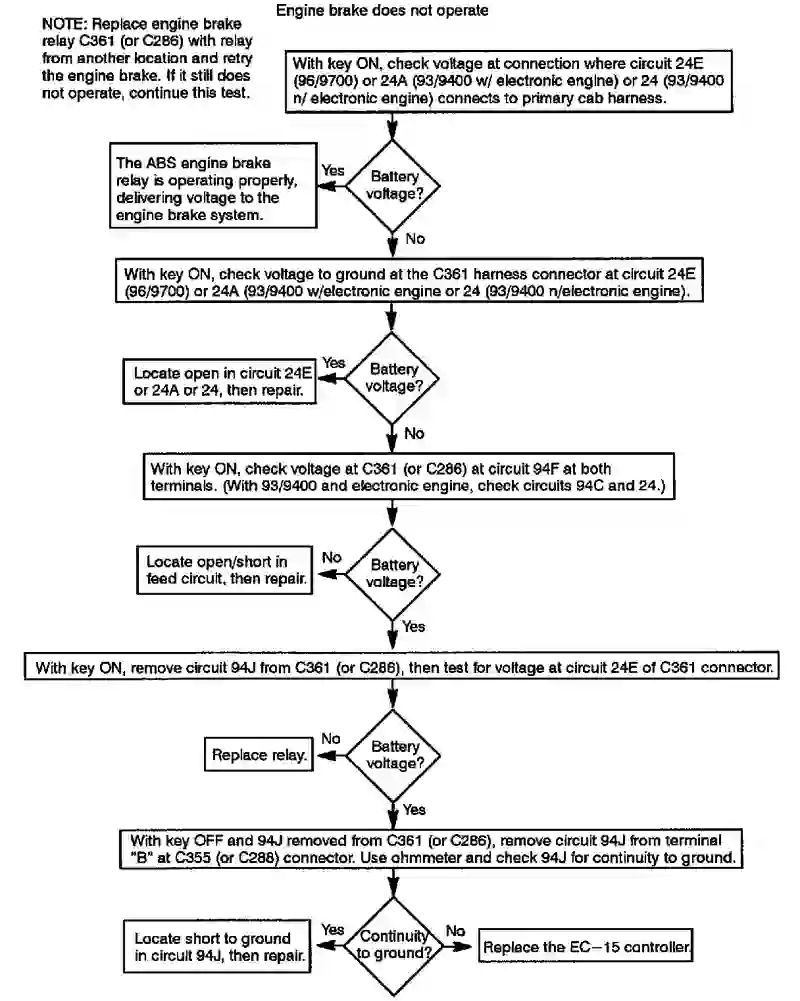 Engine brake does not operate
NOTE: Replace engine brake
relay C361 (or C286) with relay
from another location and retry
the engine brake. If it still does
not operate, continue this test.
With key ON, check voltage at connection where circuit 24E
(96/9700) or 24A (93/9400 w/ electronic engine) or 24 (93/9400
n/ electronic engine) connects to primary cab harness.
Battery
voltage?
Yes
The ABS engine brake
relay is operating properly,
delivering voltage to the
engine brake system.
No
With key ON, check voltage to ground at the C361 harness connector at circuit 24E
(96/9700) or 24A (93/9400 w/electronic engine or 24 (93/9400 n/electronic engine).
Battery
voltage?
Yes
Locate open in circuit 24E
or 24A or 24, then repair.
No
With key ON, check voltage at C361 (or C286) at circuit 94F at both
terminals. (With 93/9400 and electronic engine, check circuits 94C and 24.)
Battery
voltage?
No
Locate open/short in
feed circuit, then repair.
Yes
With key ON, remove circuit 94J from C361 (or C286), then test for voltage at circuit 24E of C361 connector.
Battery
voltage?
No
Replace relay.
Yes
With key OFF and 94J removed from C361 (or C286), remove circuit 94J from terminal
"B" at C355 (or C288) connector. Use ohmmeter and check 94J for continuity to ground.
Continuity
to ground?
Yes
Locate short to ground
in circuit 94J, then repair.
No
Replace the EC—15 controller.